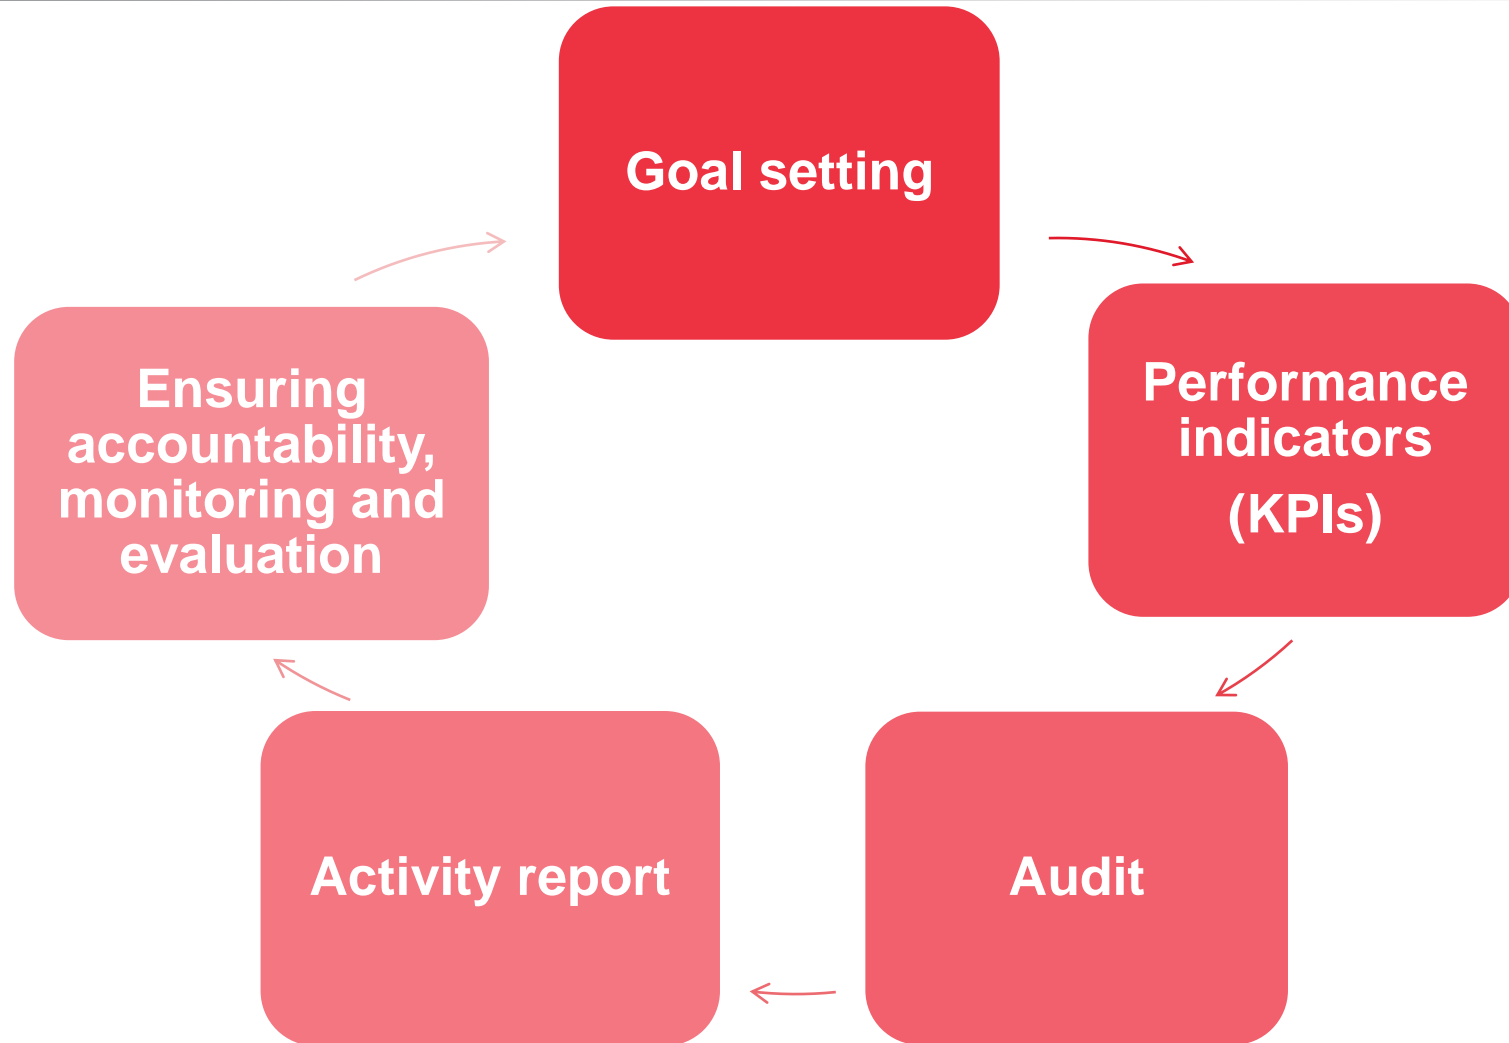 Goal setting
Performance
indicators
(KPIs)
Audit
Activity report
Ensuring
accountability,
monitoring and
evaluation